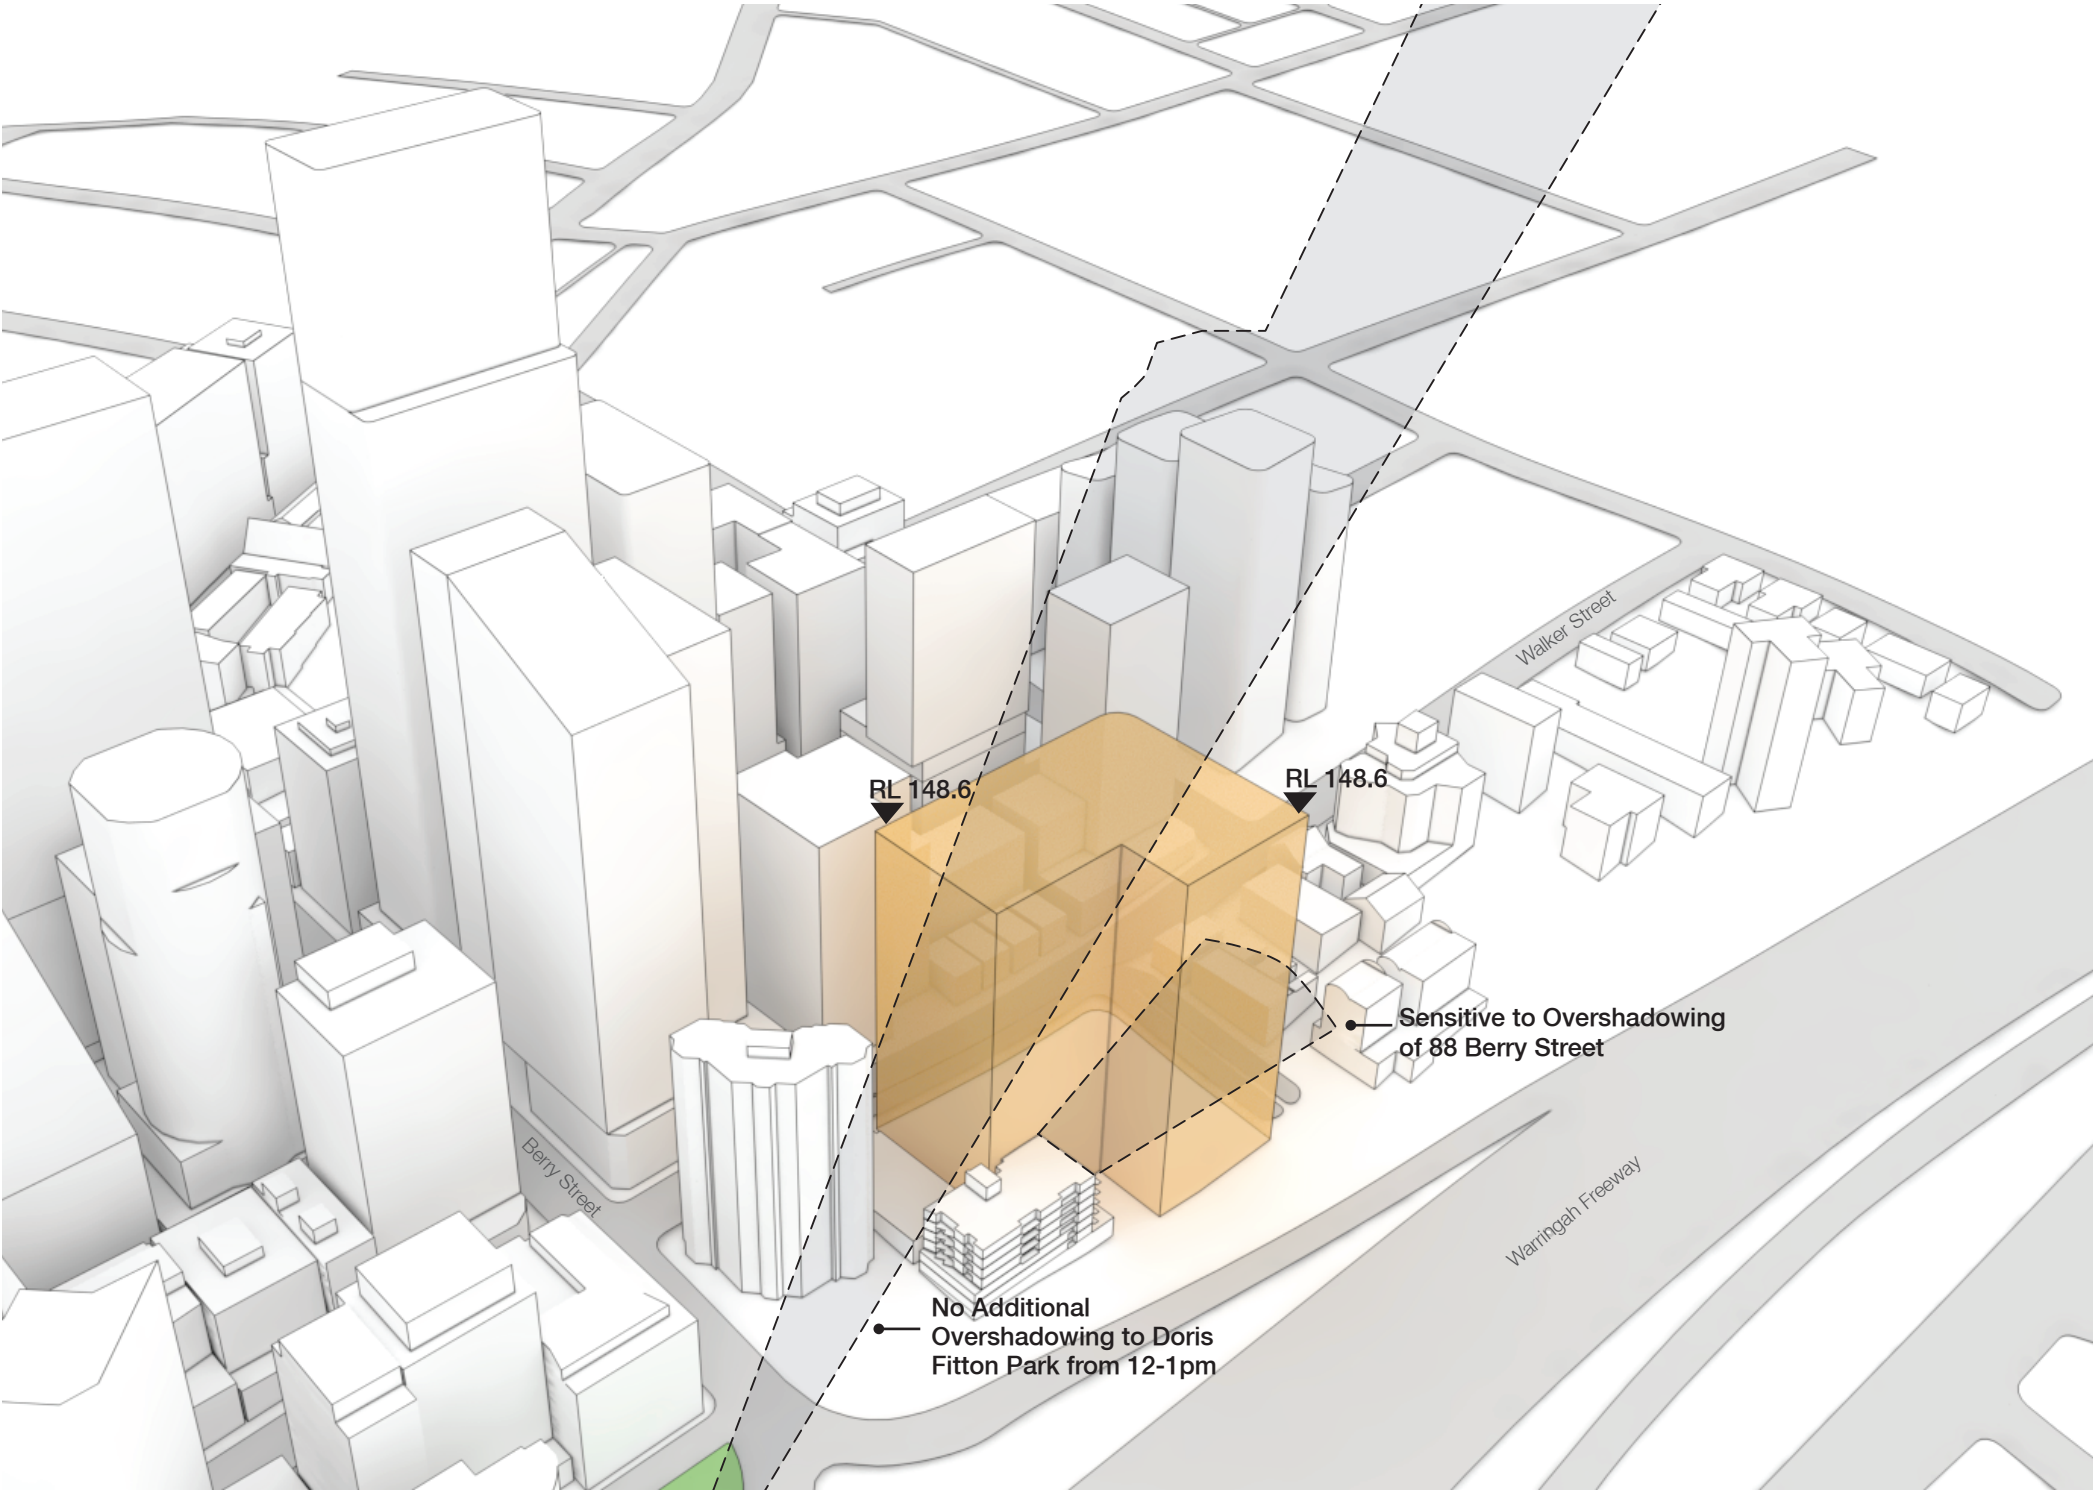 Walker Street
RL 148.6
RL 148.6
Sensitive to Overshadowing
of 88 Berry Street
Berry Street
Warringah Freeway
No Additional
Overshadowing to Doris
Fitton Park from 12-1pm